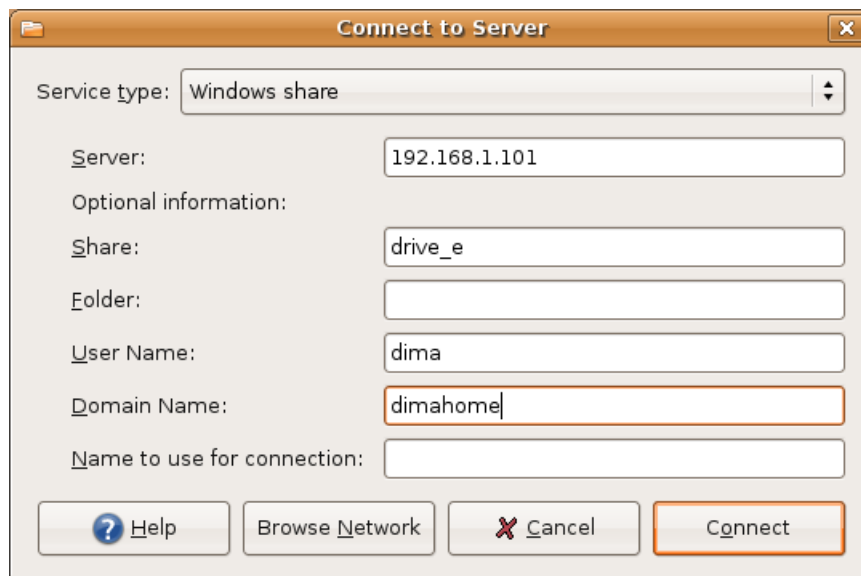 Connect to Server
Service type: Windows share
Server: 192.168.1.101
Optional information:
Share: drive_e
Folder:
User Name: dima
Domain Name: dimahome
Name to use for connection:
Help Browse Network Cancel Connect